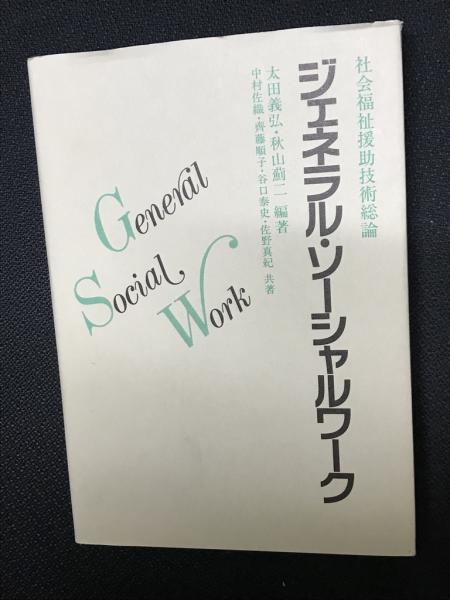 社会福祉援助技術総論
ジェネラル・ソーシャルワーク
太田義弘・秋山薊二 編著
中村佐織・齊藤順子・谷口泰史・佐野真紀 共著
General
Social
Work